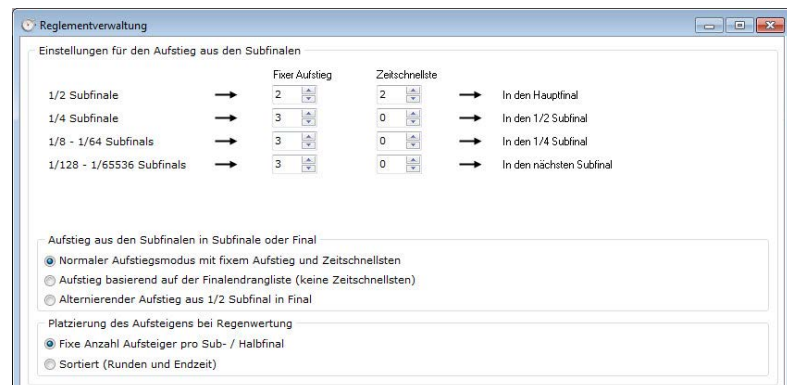 Reglementverwaltung
Einstellungen für den Aufstieg aus den Subfinalen
Fixer Aufstieg Zeitschnellste
1/2 Subfinale 2 2 In den Hauptfinal
1/4 Subfinale 3 0 In den 1/2 Subfinal
1/8 - 1/64 Subfinals 3 0 In den 1/4 Subfinal
1/128 - 1/65536 Subfinals 3 0 In den nächsten Subfinal
Aufstieg aus den Subfinalen in Subfinale oder Final
Normaler Aufstiegsmodus mit fixem Aufstieg und Zeitschnellsten
Aufstieg basierend auf der Finalendrangliste (keine Zeitschnellsten)
Alternierender Aufstieg aus 1/2 Subfinal in Final
Platzierung des Aufsteigens bei Regenwertung
Fixe Anzahl Aufsteiger pro Sub- / Halbfinal
Sortiert (Runden und Endzeit)